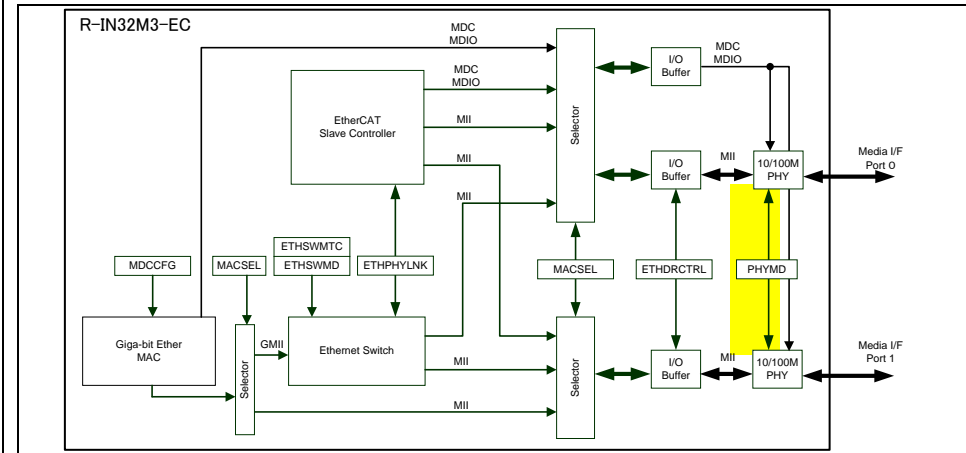 R-IN32M3-EC
MDC
MDIO
MDC
MDIO
I/O
Buffer
MDC
MDIO
EtherCAT
Slave Controller
MII
MII
MII
Selector
I/O
Buffer
MII
10/100M
PHY
Media I/F
Port 0
MDCCFG
MACSEL
ETHSWMTC
ETHSWMD
ETHPHYLNK
MACSEL
ETHDRCTRL
PHYMD
Giga-bit Ether
MAC
Selector
GMII
Ethernet Switch
MII
MII
Selector
I/O
Buffer
MII
10/100M
PHY
Media I/F
Port 1